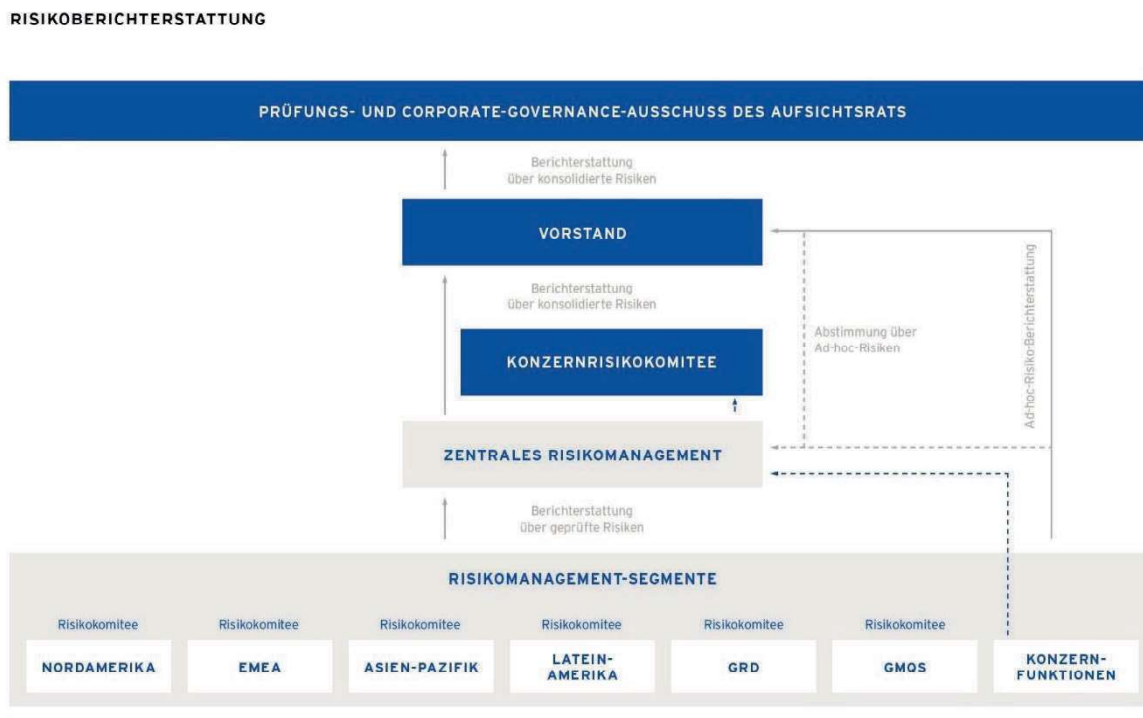 RISIKOBERICHTERSTATTUNG
PRÜFUNGS- UND CORPORATE-GOVERNANCE-AUSSCHUSS DES AUFSICHTSRATS
Berichterstattung
über konsolidierte Risiken
VORSTAND
Berichterstattung
über konsolidierte Risiken
Abstimmung über
Ad-hoc-Risiken
Ad-hoc-Risiko-Berichterstattung
KONZERNRISIKOKOMITEE
ZENTRALES RISIKOMANAGEMENT
Berichterstattung
über geprüfte Risiken
RISIKOMANAGEMENT-SEGMENTE
Risikokomitee
NORDAMERIKA
Risikokomitee
EMEA
Risikokomitee
ASIEN-PAZIFIK
Risikokomitee
LATEIN-
AMERIKA
Risikokomitee
GRD
Risikokomitee
GMQS
KONZERN-
FUNKTIONEN